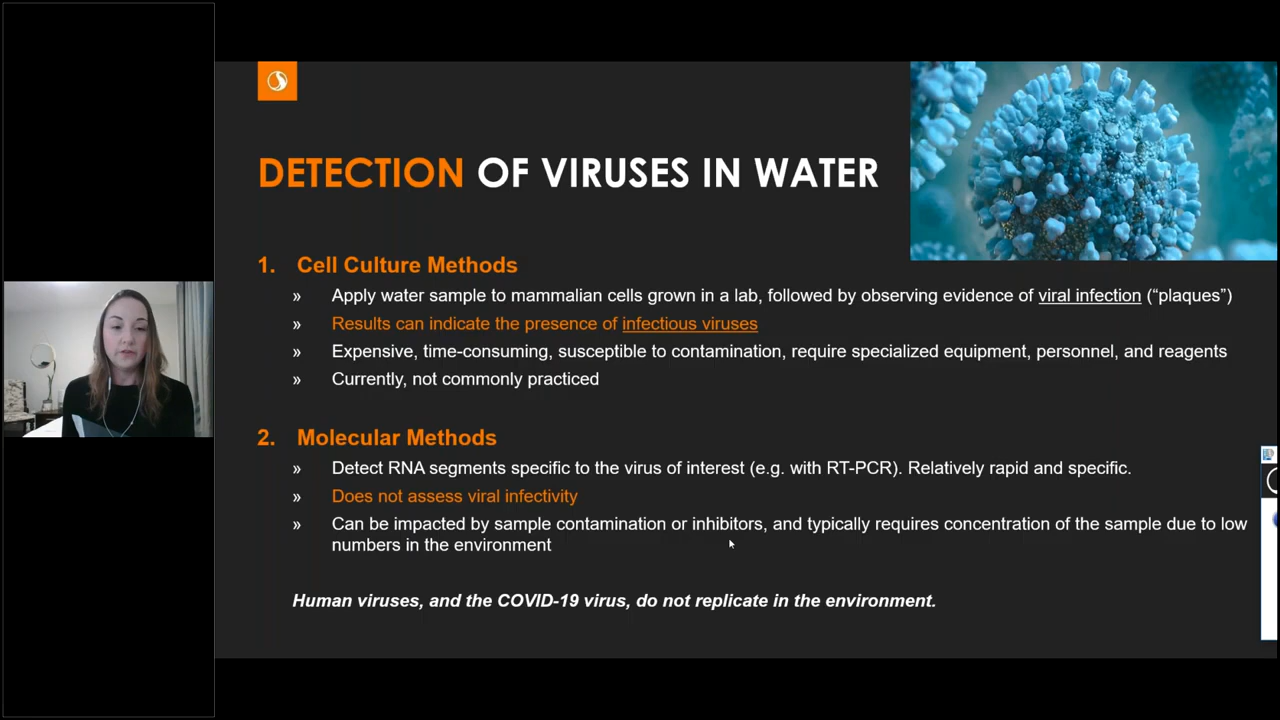 DETECTION OF VIRUSES IN WATER
1. Cell Culture Methods
» Apply water sample to mammalian cells grown in a lab, followed by observing evidence of viral infection (“plaques”)
» Results can indicate the presence of infectious viruses
» Expensive, time-consuming, susceptible to contamination, require specialized equipment, personnel, and reagents
» Currently, not commonly practiced
2. Molecular Methods
» Detect RNA segments specific to the virus of interest (e.g. with RT-PCR). Relatively rapid and specific.
» Does not assess viral infectivity
» Can be impacted by sample contamination or inhibitors, and typically requires concentration of the sample due to low
numbers in the environment
Human viruses, and the COVID-19 virus, do not replicate in the environment.